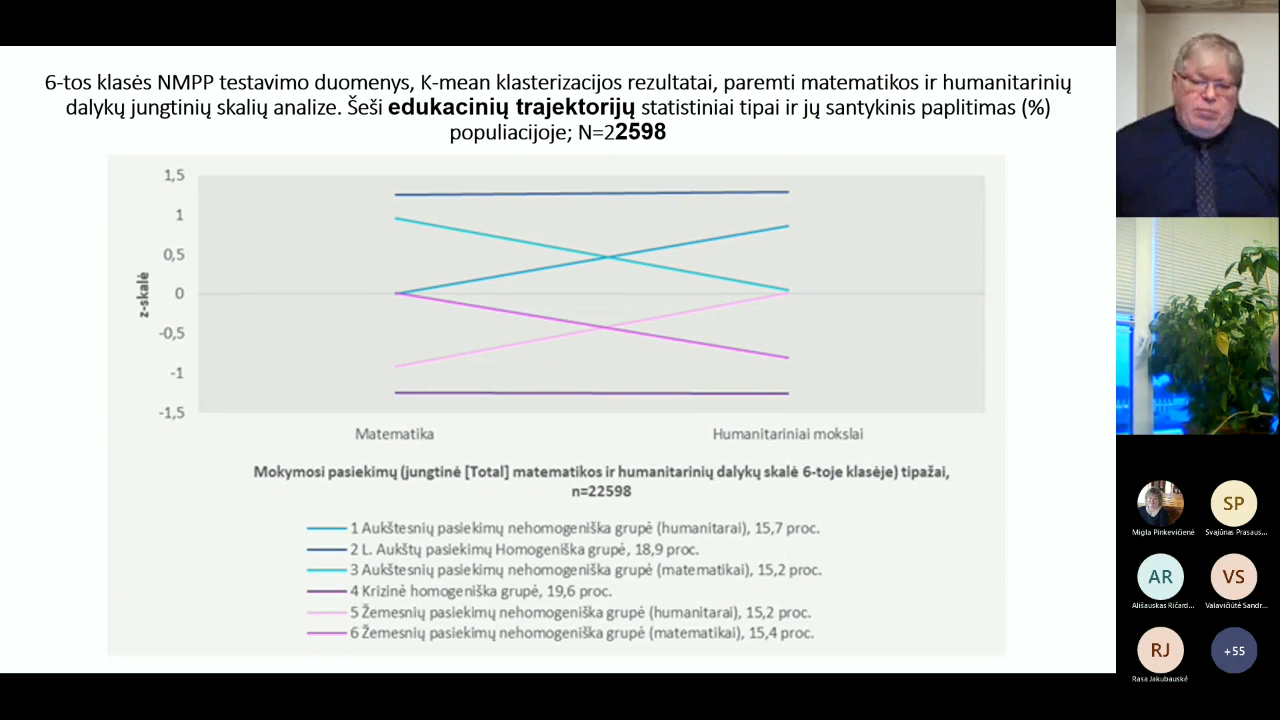 6-tos klasės NMPP testavimo duomenys, K-mean klasterizacijos rezultatai, paremti matematikos ir humanitarinių
dalykų jungtinių skalių analize. Šeši edukacinių trajektorijų statistiniai tipai ir jų santykinis paplitimas (%)
populiacijoje; N=22598
1,5
1
0,5
0
-0,5
-1
-1,5
z-skalė
Matematika
Humanitariniai mokslai
Mokymosi pasiekimų (jungtinė [Total] matematikos ir humanitarinių dalykų skalė 6-toje klasėje) tipažai,
n=22598
1 Aukštesnių pasiekimų nehomogeniška grupė (humanitarai), 15,7 proc.
2 L. Aukštų pasiekimų Homogeniška grupė, 18,9 proc.
3 Aukštesnių pasiekimų nehomogeniška grupė (matematikai), 15,2 proc.
4 Krizinė homogeniška grupė, 19,6 proc.
5 Žemesnių pasiekimų nehomogeniška grupė (humanitarai), 15,2 proc.
6 Žemesnių pasiekimų nehomogeniška grupė (matematikai), 15,4 proc.
SP
Migla Pinkevičienė
Svajūnas Prasaus...
AR
VS
Ališauskas Ričard...
Valavičiūtė Sandr...
RJ
+55
Rasa Jakubauskė